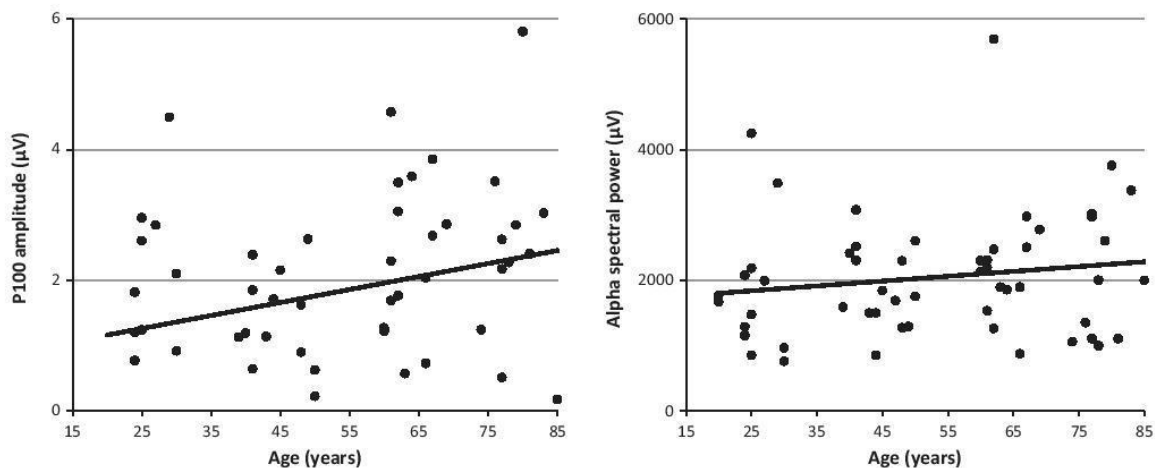 P100 amplitude (µV)
6
4
2
0
15 25 35 45 55 65 75 85
Age (years)
Alpha spectral power (µV)
6000
4000
2000
0
15 25 35 45 55 65 75 85
Age (years)